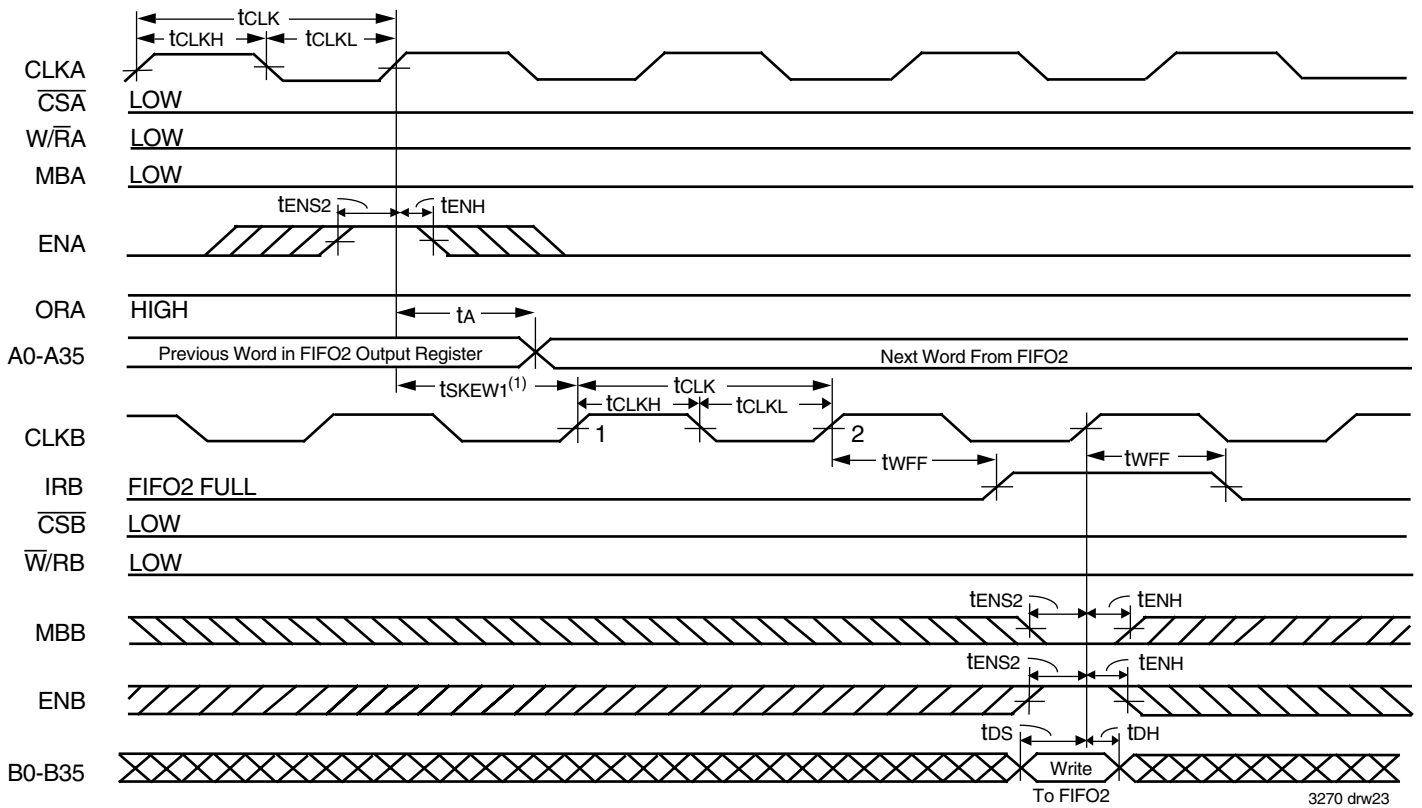 tCLK
tCLKH tCLKL
CLKA
CSA LOW
W/RA LOW
MBA LOW
tENS2 tENH
ENA
ORA HIGH
tA
A0-A35 Previous Word in FIFO2 Output Register Next Word From FIFO2
tSKEW1(1) tCLK
tCLKH tCLKL
CLKB 1 2
tWFF tWFF
IRB FIFO2 FULL
CSB LOW
W/RB LOW
tENS2 tENH
MBB
tENS2 tENH
ENB
tDS tDH
B0-B35 Write
To FIFO2
3270 drw23